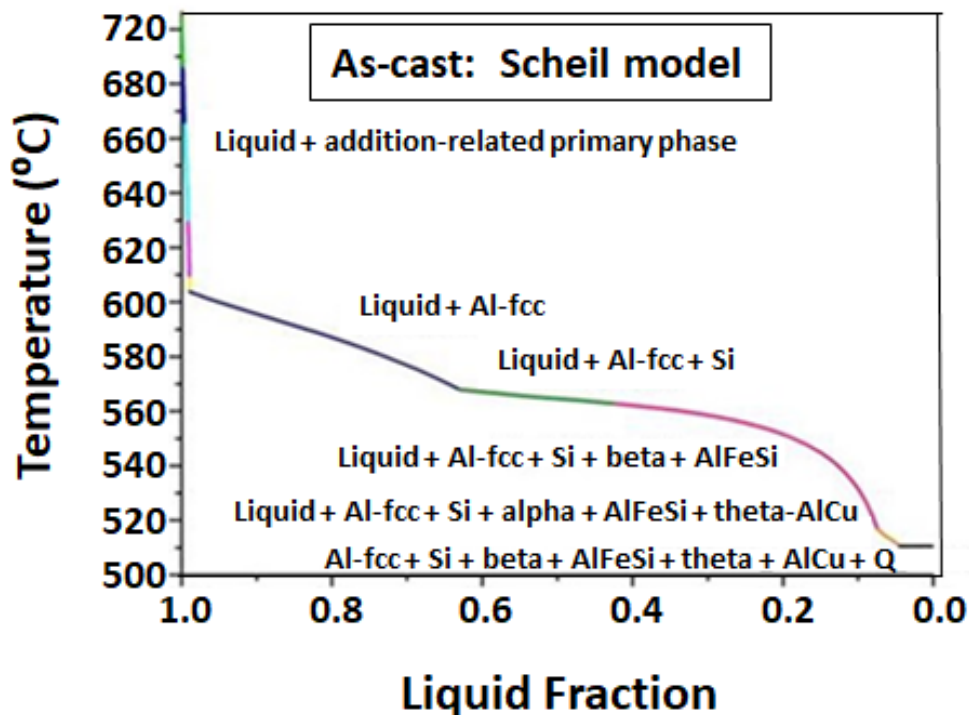 As-cast: Scheil model
Temperature (ºC)
720
680
660
640
620
600
580
560
540
520
500
Liquid + addition-related primary phase
Liquid + Al-fcc
Liquid + Al-fcc + Si
Liquid + Al-fcc + Si + beta + AlFeSi
Liquid + Al-fcc + Si + alpha + AlFeSi + theta-AlCu
Al-fcc + Si + beta + AlFeSi + theta + AlCu + Q
1.0 0.8 0.6 0.4 0.2 0.0
Liquid Fraction